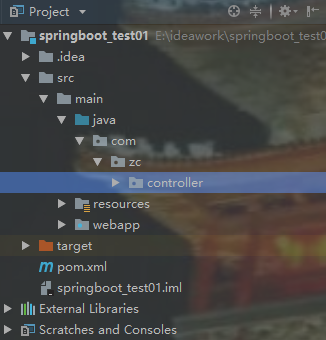 Project
springboot_test01 E:\ideawork\springboot_test0
.idea
src
main
java
com
zc
controller
resources
webapp
target
pom.xml
springboot_test01.iml
External Libraries
Scratches and Consoles